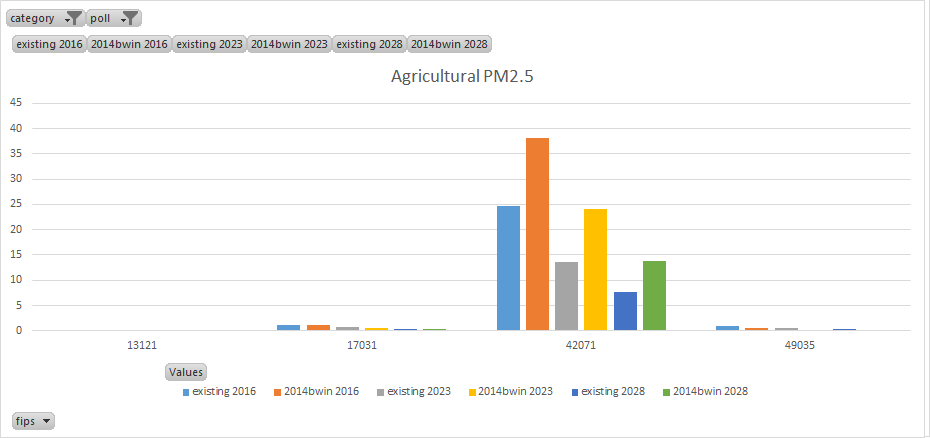 category poll
existing 2016 2014bwin 2016 existing 2023 2014bwin 2023 existing 2028 2014bwin 2028
Agricultural PM2.5
45
40
35
30
25
20
15
10
5
0
13121 17031 42071 49035
Values
existing 2016 2014bwin 2016 existing 2023 2014bwin 2023 existing 2028 2014bwin 2028
fips